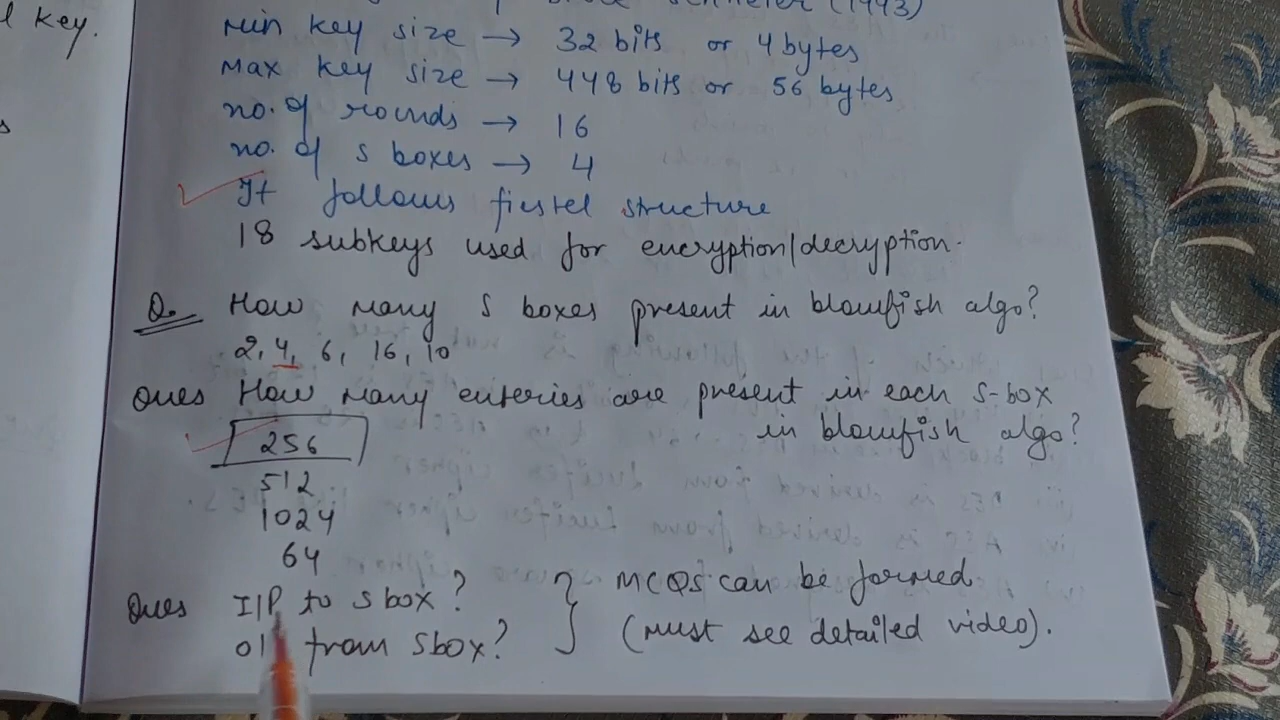 l key.
s
(1993)
Min key size → 32 bits or 4 bytes
Max key size → 448 bits or 56 bytes
no. of rounds → 16
no. of s boxes → 4
It follows fiestel structure
18 subkeys used for encryption/decryption.
Q. How many S boxes present in blowfish algo?
2, 4, 6, 16, 10
Ques How many enteries are present in each S-box
in blowfish algo?
256
512
1024
64
Ques I/P to s box? } MCQs can be formed
from Sbox? (must see detailed video).